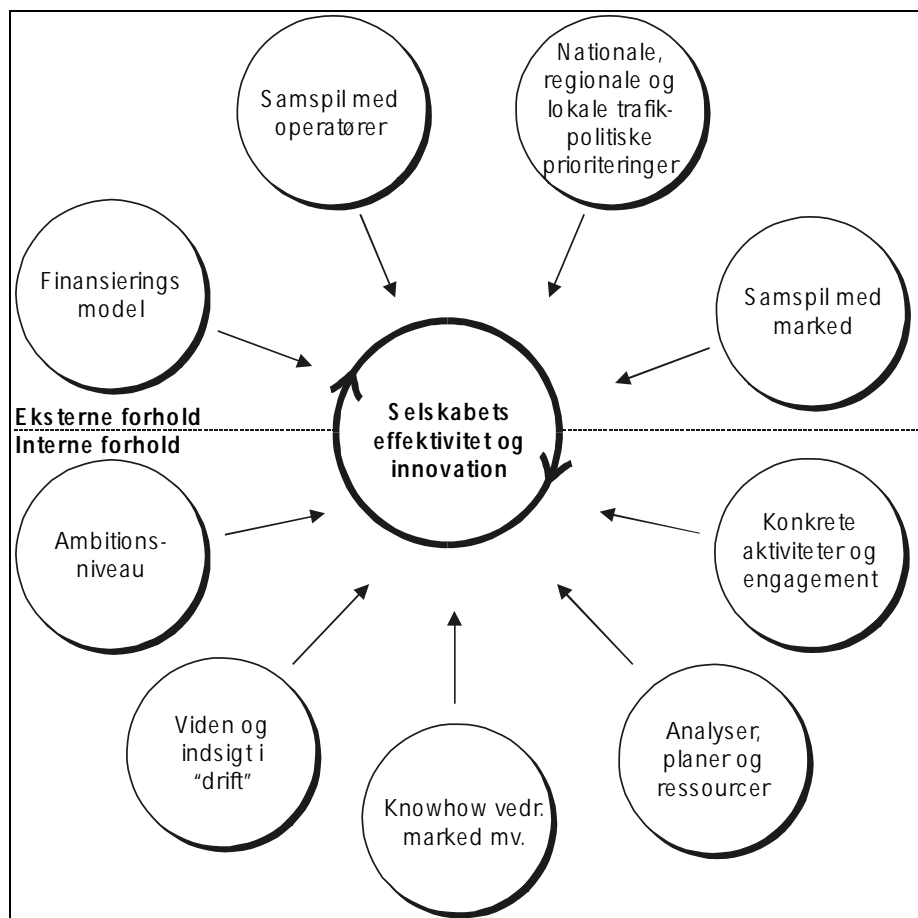 Nationale,
regionale og
lokale trafik-
politiske
prioriteringer
Samspil med
operatører
Finansierings
model
Samspil med
marked
Eksterne forhold
Interne forhold
Selskabets
effektivitet og
innovation
Ambitions-
niveau
Konkrete
aktiviteter og
engagement
Viden og
indsigt i
“drift”
Analyser,
planer og
ressourcer
Knowhow vedr.
marked mv.